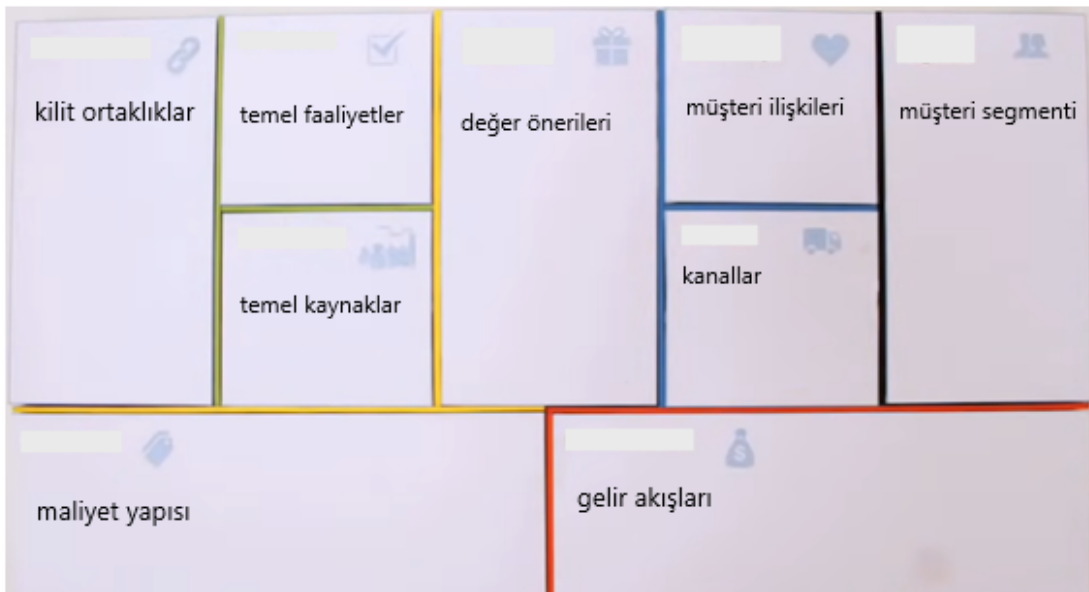 kilit ortaklıklar
temel faaliyetler
değer önerileri
müşteri ilişkileri
müşteri segmenti
temel kaynaklar
kanallar
maliyet yapısı
gelir akışları